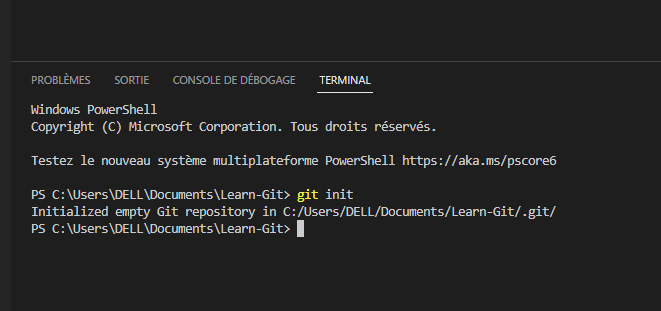 PROBLÈMES SORTIE CONSOLE DE DÉBOGAGE TERMINAL
Windows PowerShell
Copyright (C) Microsoft Corporation. Tous droits réservés.
Testez le nouveau système multiplateforme PowerShell https://aka.ms/pscore6
PS C:\Users\DELL\Documents\Learn-Git> git init
Initialized empty Git repository in C:/Users/DELL/Documents/Learn-Git/.git/
PS C:\Users\DELL\Documents\Learn-Git>